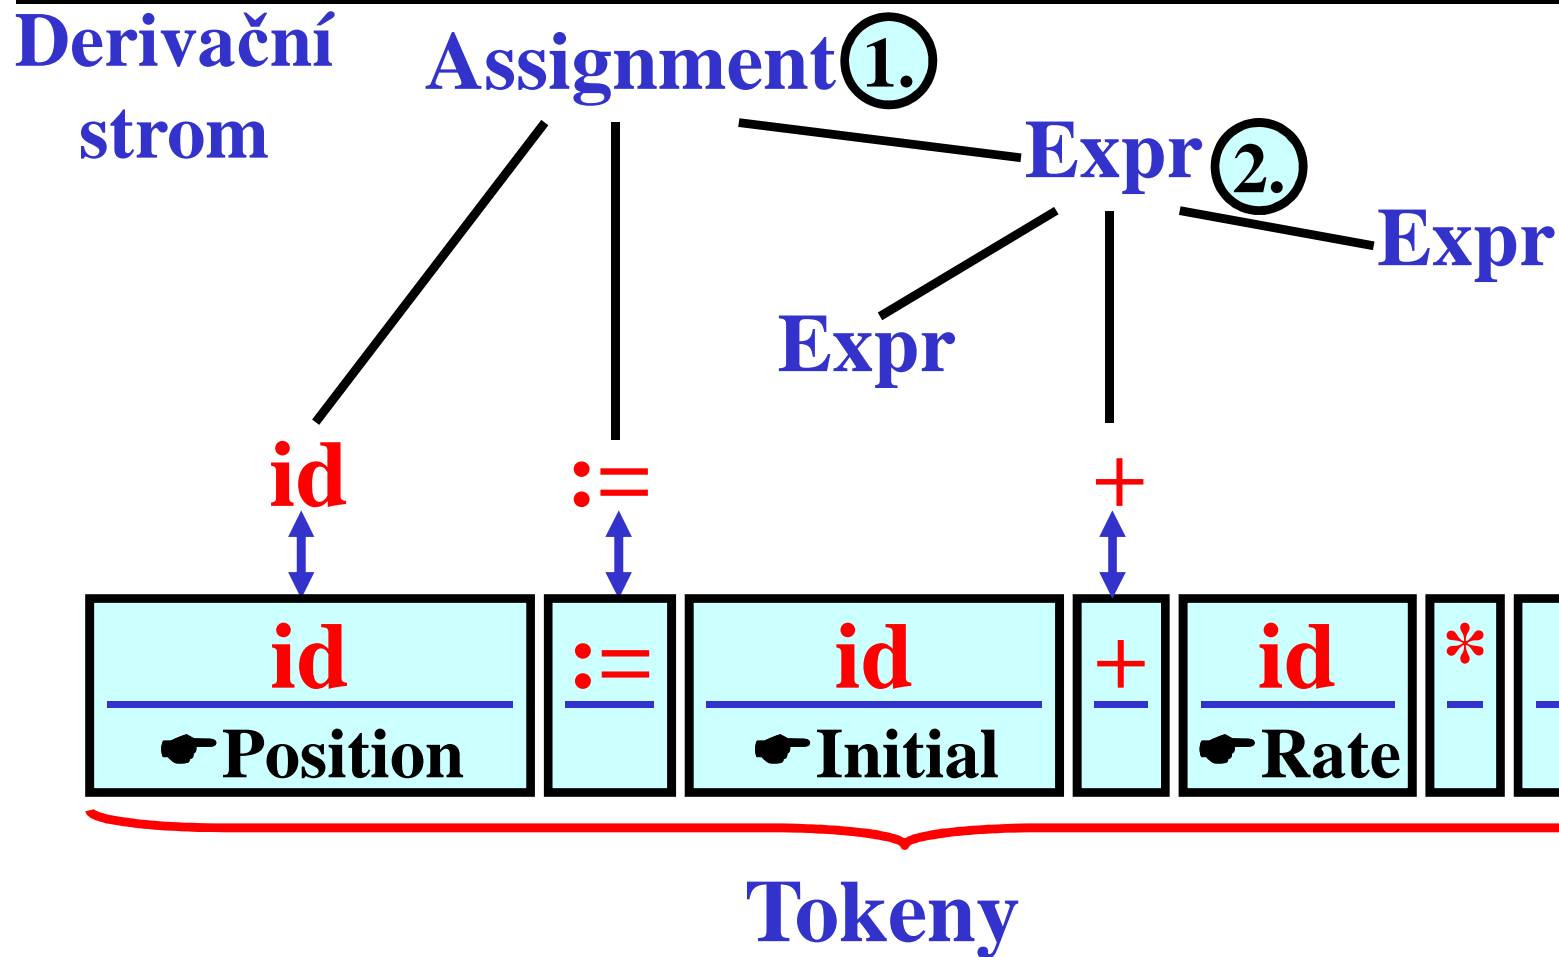 Derivační
strom
Assignment 1.
Expr 2.
Expr
Expr
id := +
id := id + id *
☛Position ☛Initial ☛Rate
Tokeny